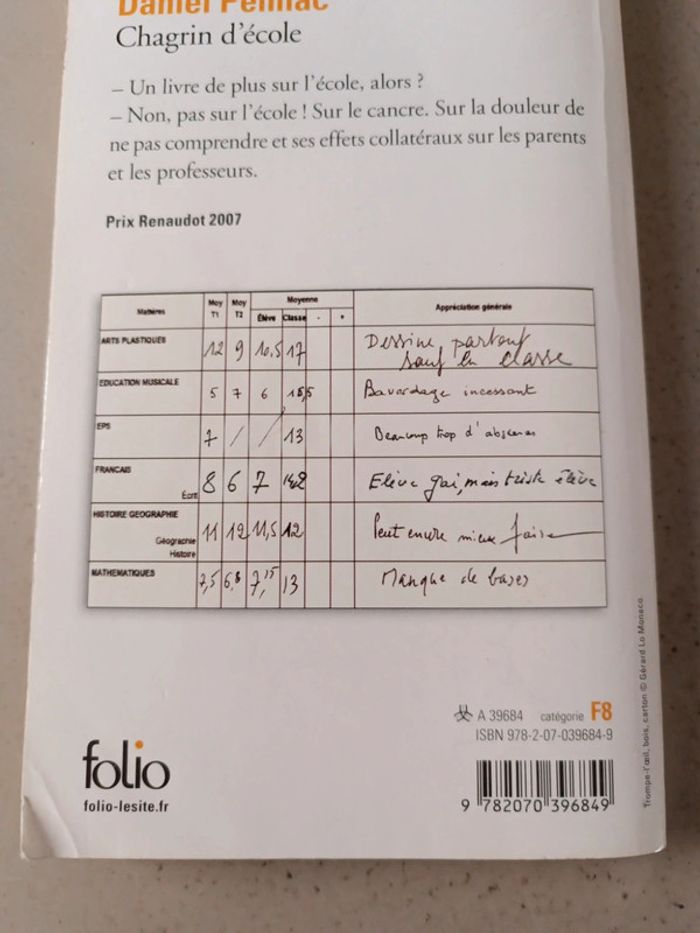 Daniel Pennac
Chagrin d'école
– Un livre de plus sur l'école, alors ?
– Non, pas sur l'école ! Sur le cancre. Sur la douleur de
ne pas comprendre et ses effets collatéraux sur les parents
et les professeurs.
Prix Renaudot 2007
Matières Moy T1 Moy T2 Moyenne Appréciation générale
Élève Classe - +
ARTS PLASTIQUES 12 9 10,5 17 Dessine partout
sauf en classe
EDUCATION MUSICALE 5 7 6 15,5 Bavardage incessant
EPS 7 / / 13 Beaucoup trop d'absences
FRANCAIS
Écrit 8 6 7 Elève gai, mais triste élève
HISTOIRE GEOGRAPHIE
Géographie 11 12 11,5 12 Peut encore mieux faire
Histoire
MATHEMATIQUES 7,5 6,8 7,15 13 Manque de bases
A 39684 catégorie F8
ISBN 978-2-07-039684-9
folio
folio-lesite.fr
9 782070 396849
Trompe-l'œil, bois, carton © Gérard Lo Monaco